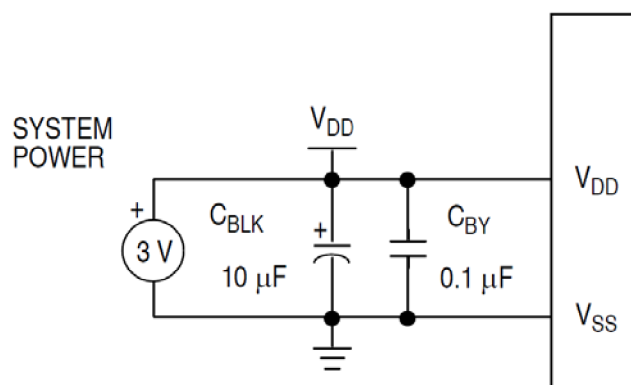 SYSTEM
POWER
VDD
VDD
+
3 V
CBLK
+
10 μF
CBY
0.1 μF
VSS